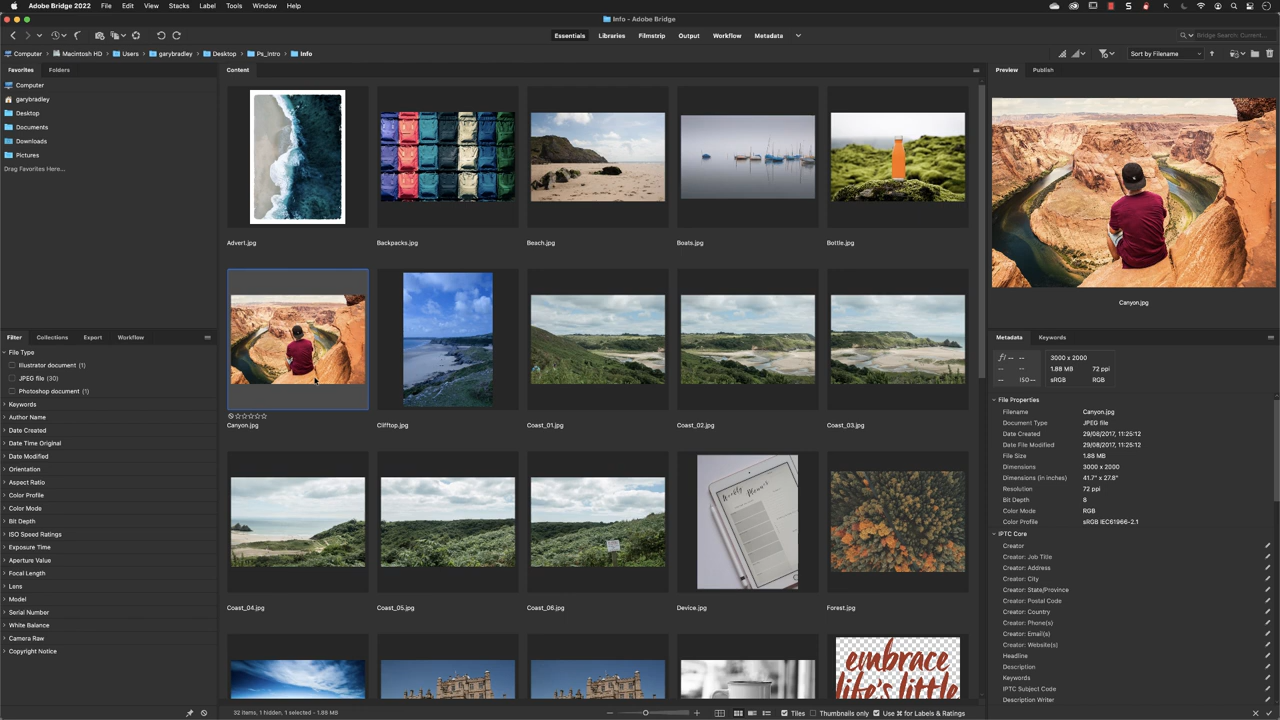 Adobe Bridge 2022 File Edit View Stacks Label Tools Window Help
Info – Adobe Bridge
Essentials Libraries Filmstrip Output Workflow Metadata
Bridge Search: Current...
Computer Macintosh HD Users garybradley Desktop Ps_Intro Info
Sort by Filename
Favorites Folders
Computer
garybradley
Desktop
Documents
Downloads
Pictures
Drag Favorites Here...
Filter Collections Export Workflow
File Type
Illustrator document (1)
JPEG file (30)
Photoshop document (1)
Keywords
Author Name
Date Created
Date Time Original
Date Modified
Orientation
Aspect Ratio
Color Profile
Color Mode
Bit Depth
ISO Speed Ratings
Exposure Time
Aperture Value
Focal Length
Lens
Model
Serial Number
White Balance
Camera Raw
Copyright Notice
Content
Advert.jpg Backpacks.jpg Beach.jpg Boats.jpg Bottle.jpg
Canyon.jpg Clifftop.jpg Coast_01.jpg Coast_02.jpg Coast_03.jpg
Weekly Planner
Coast_04.jpg Coast_05.jpg Coast_06.jpg Device.jpg Forest.jpg
embrace
life's little
32 items, 1 hidden, 1 selected - 1.88 MB
Tiles Thumbnails only Use ⌘ for Labels & Ratings
Preview Publish
Canyon.jpg
Metadata Keywords
ƒ/ -- --
-- --
-- ISO--
3000 x 2000
1.88 MB 72 ppi
sRGB RGB
File Properties
Filename Canyon.jpg
Document Type JPEG file
Date Created 29/08/2017, 11:25:12
Date File Modified 29/08/2017, 11:25:12
File Size 1.88 MB
Dimensions 3000 x 2000
Dimensions (in inches) 41.7" x 27.8"
Resolution 72 ppi
Bit Depth 8
Color Mode RGB
Color Profile sRGB IEC61966-2.1
IPTC Core
Creator
Creator: Job Title
Creator: Address
Creator: City
Creator: State/Province
Creator: Postal Code
Creator: Country
Creator: Phone(s)
Creator: Email(s)
Creator: Website(s)
Headline
Description
Keywords
IPTC Subject Code
Description Writer